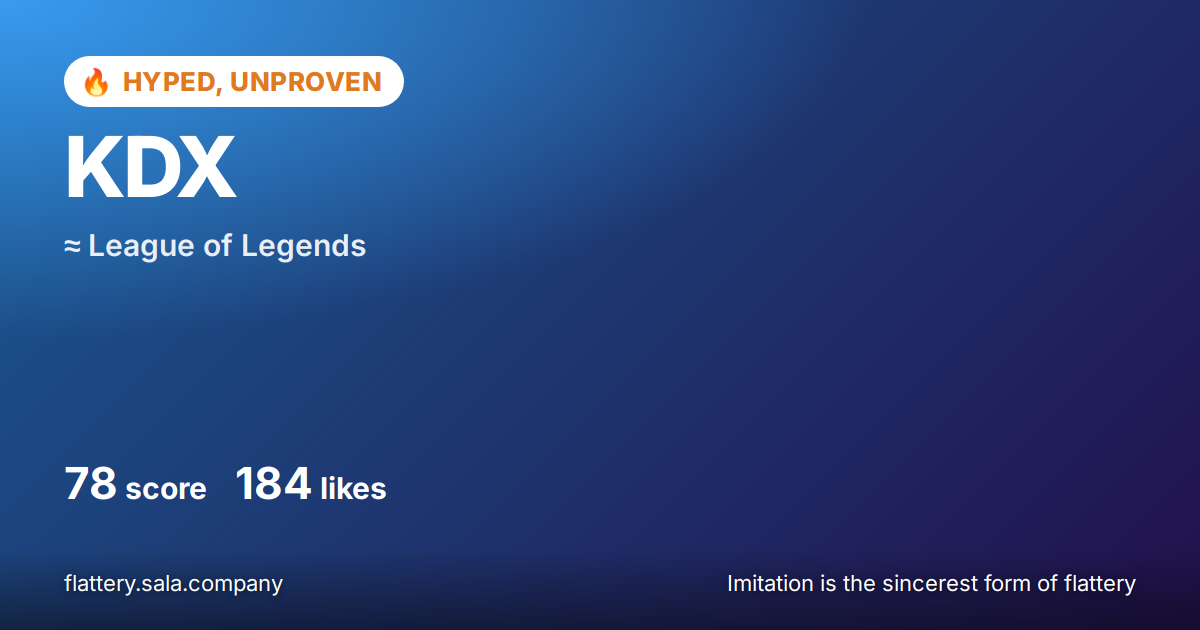 🔥 HYPED, UNPROVEN
KDX
≈ League of Legends
78 score 184 likes
flattery.sala.company
Imitation is the sincerest form of flattery